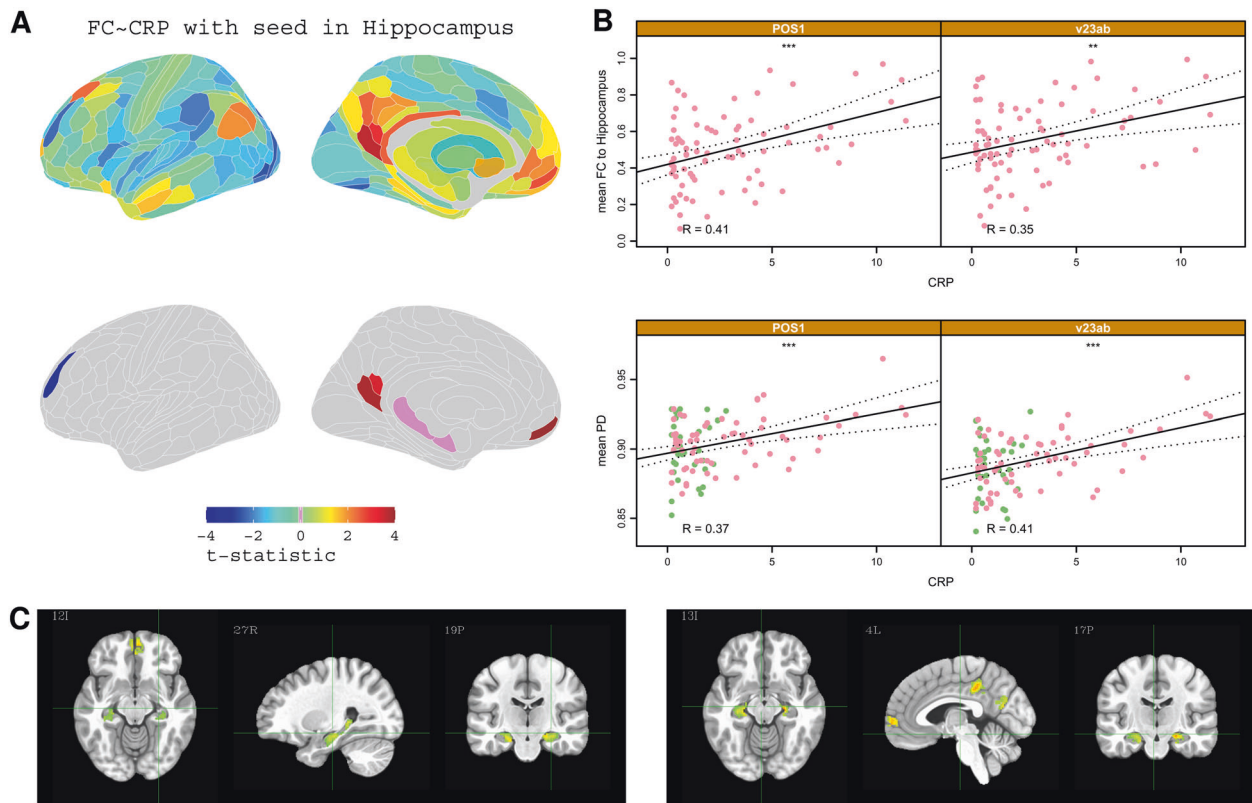 A
FC~CRP with seed in Hippocampus
-4 -2 0 2 4
t-statistic
B
POS1 v23ab
*** **
mean FC to Hippocampus
0.0 0.2 0.4 0.6 0.8 1.0
R = 0.41 R = 0.35
0 5 10 0 5 10
CRP
POS1 v23ab
*** ***
mean PD
0.85 0.90 0.95
R = 0.37 R = 0.41
0 5 10 0 5 10
CRP
C
12I 27R 19P 13I 4L 17P